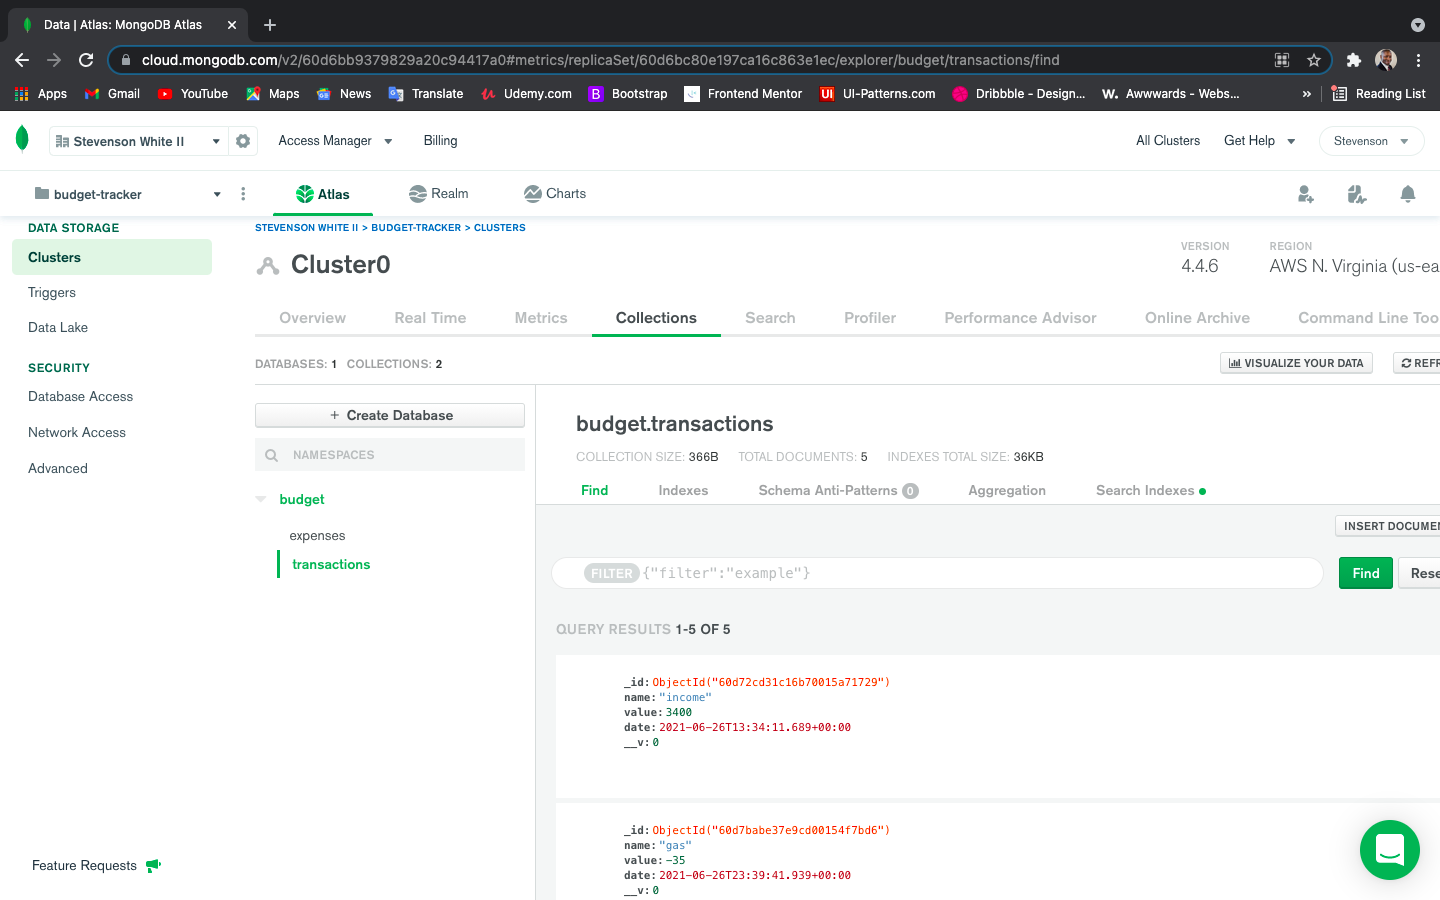 Data | Atlas: MongoDB Atlas
cloud.mongodb.com/v2/60d6bb9379829a20c94417a0#metrics/replicaSet/60d6bc80e197ca16c863e1ec/explorer/budget/transactions/find
Apps Gmail YouTube Maps News Translate Udemy.com Bootstrap Frontend Mentor UI-Patterns.com Dribbble - Design... W. Awwwards - Webs... » Reading List
Stevenson White II Access Manager Billing All Clusters Get Help Stevenson
budget-tracker Atlas Realm Charts
DATA STORAGE
Clusters
Triggers
Data Lake
SECURITY
Database Access
Network Access
Advanced
Feature Requests
STEVENSON WHITE II > BUDGET-TRACKER > CLUSTERS
Cluster0
VERSION
4.4.6
REGION
AWS N. Virginia (us-ea
Overview Real Time Metrics Collections Search Profiler Performance Advisor Online Archive Command Line Too
DATABASES: 1 COLLECTIONS: 2
VISUALIZE YOUR DATA
REFR
+ Create Database
NAMESPACES
budget
expenses
transactions
budget.transactions
COLLECTION SIZE: 366B TOTAL DOCUMENTS: 5 INDEXES TOTAL SIZE: 36KB
Find Indexes Schema Anti-Patterns 0 Aggregation Search Indexes
INSERT DOCUMEN
FILTER {"filter":"example"}
Find
Rese
QUERY RESULTS 1-5 OF 5
_id: ObjectId("60d72cd31c16b70015a71729")
name: "income"
value: 3400
date: 2021-06-26T13:34:11.689+00:00
__v: 0
_id: ObjectId("60d7babe37e9cd00154f7bd6")
name: "gas"
value: -35
date: 2021-06-26T23:39:41.939+00:00
__v: 0